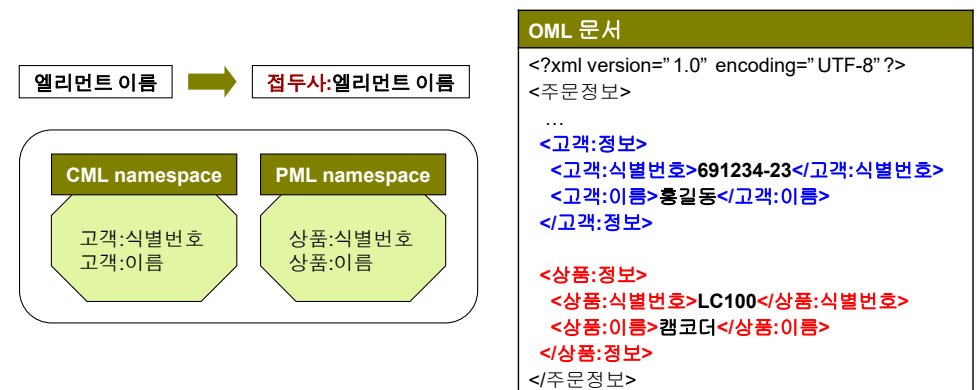 엘리먼트 이름
접두사:엘리먼트 이름
CML namespace
고객:식별번호
고객:이름
PML namespace
상품:식별번호
상품:이름
OML 문서
<?xml version=”1.0” encoding=”UTF-8”?>
<주문정보>
…
<고객:정보>
<고객:식별번호>691234-23</고객:식별번호>
<고객:이름>홍길동</고객:이름>
</고객:정보>
<상품:정보>
<상품:식별번호>LC100</상품:식별번호>
<상품:이름>캠코더</상품:이름>
</상품:정보>
</주문정보>